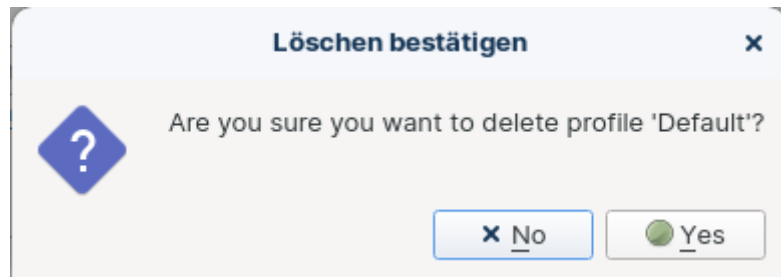 Löschen bestätigen
Are you sure you want to delete profile 'Default'?
No
Yes